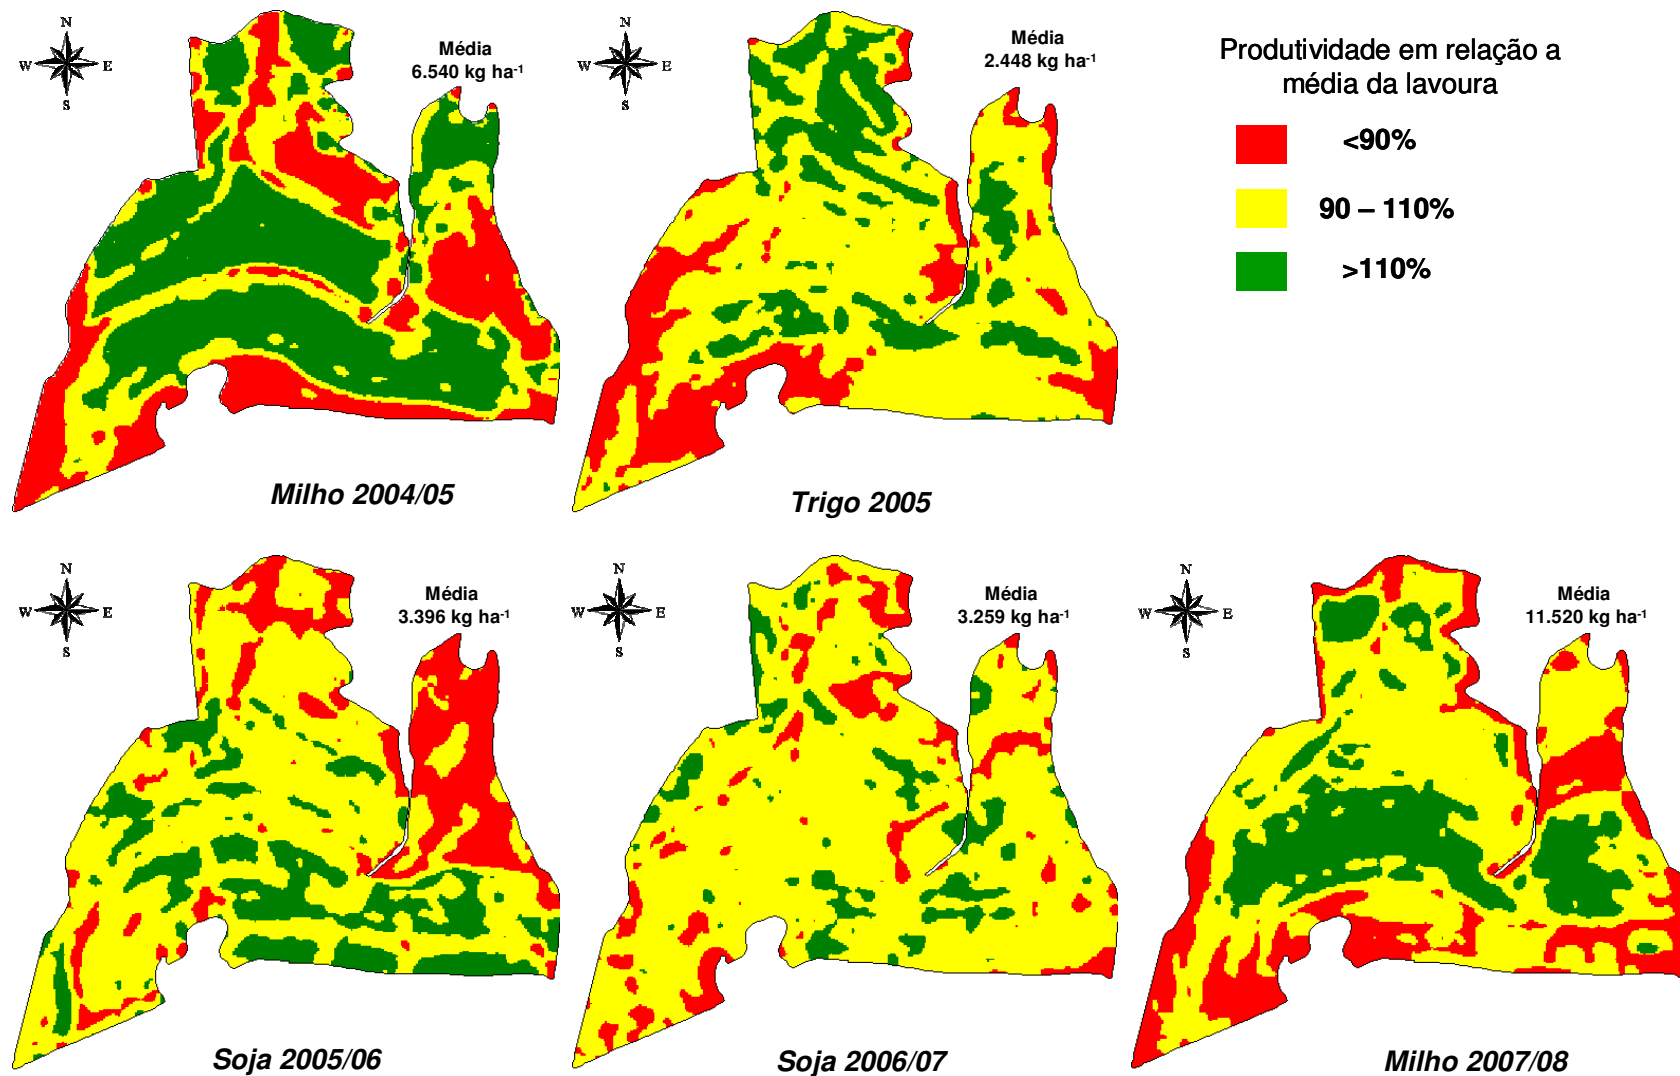 N
W E
S
Média
6.540 kg ha⁻¹
Milho 2004/05
N
W E
S
Média
2.448 kg ha⁻¹
Trigo 2005
Produtividade em relação a
média da lavoura
<90%
90 – 110%
>110%
N
W E
S
Média
3.396 kg ha⁻¹
Soja 2005/06
N
W E
S
Média
3.259 kg ha⁻¹
Soja 2006/07
N
W E
S
Média
11.520 kg ha⁻¹
Milho 2007/08